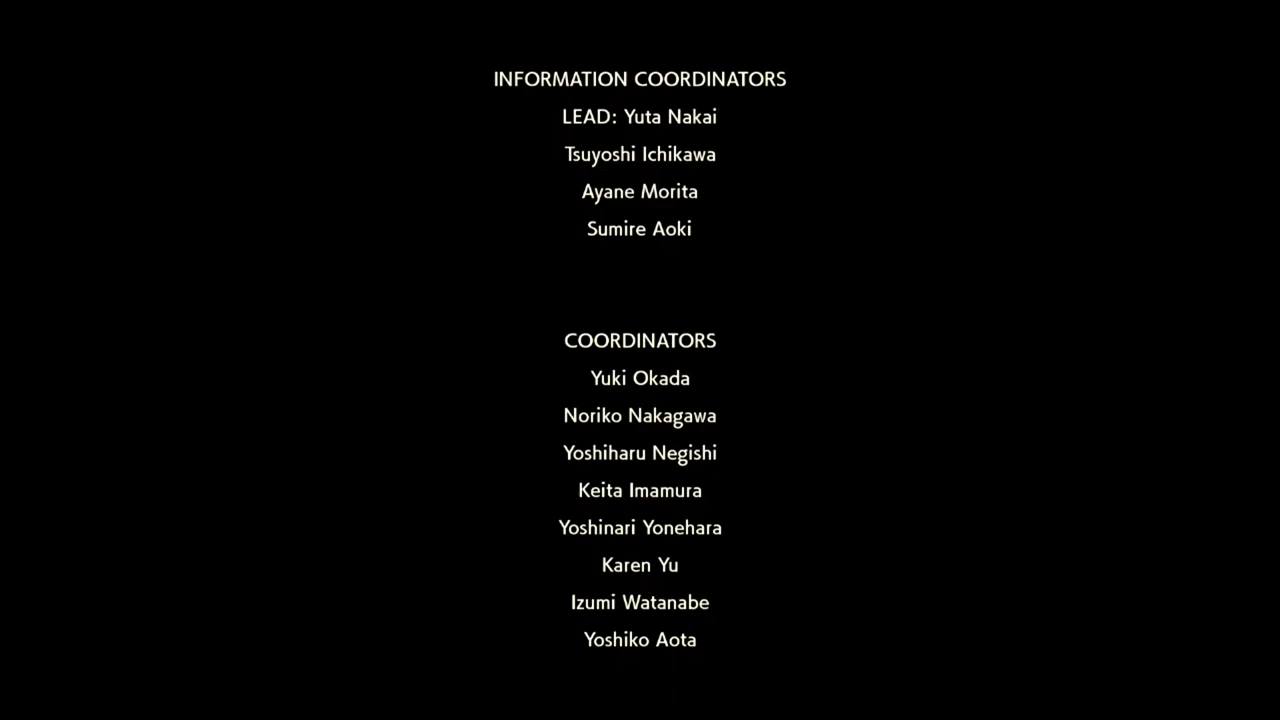 INFORMATION COORDINATORS
LEAD: Yuta Nakai
Tsuyoshi Ichikawa
Ayane Morita
Sumire Aoki
COORDINATORS
Yuki Okada
Noriko Nakagawa
Yoshiharu Negishi
Keita Imamura
Yoshinari Yonehara
Karen Yu
Izumi Watanabe
Yoshiko Aota